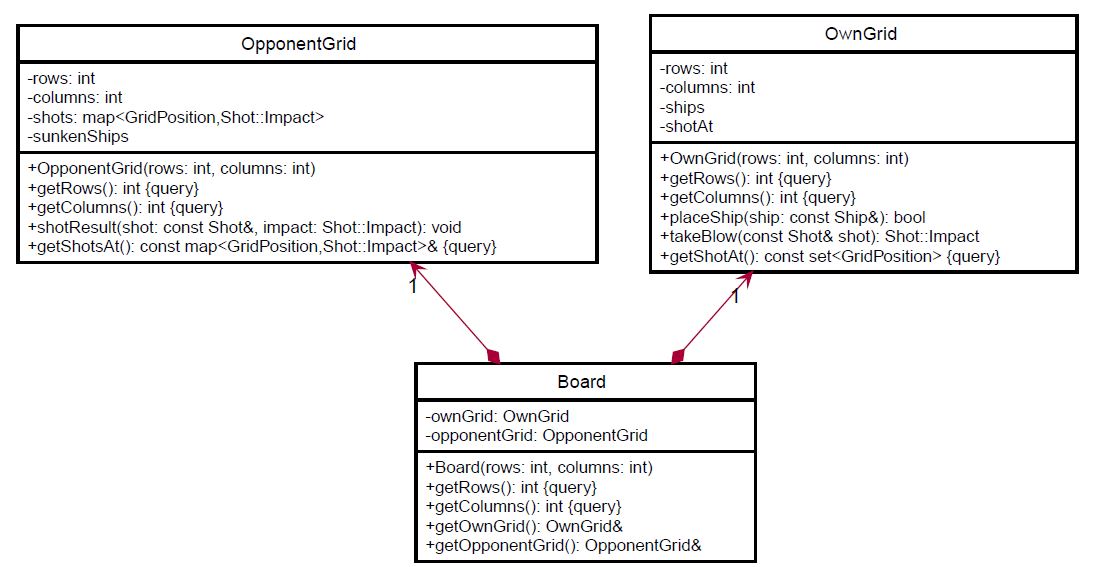 OpponentGrid
-rows: int
-columns: int
-shots: map<GridPosition,Shot::Impact>
-sunkenShips
+OpponentGrid(rows: int, columns: int)
+getRows(): int {query}
+getColumns(): int {query}
+shotResult(shot: const Shot&, impact: Shot::Impact): void
+getShotsAt(): const map<GridPosition,Shot::Impact>& {query}
OwnGrid
-rows: int
-columns: int
-ships
-shotAt
+OwnGrid(rows: int, columns: int)
+getRows(): int {query}
+getColumns(): int {query}
+placeShip(ship: const Ship&): bool
+takeBlow(const Shot& shot): Shot::Impact
+getShotAt(): const set<GridPosition> {query}
1
1
Board
-ownGrid: OwnGrid
-opponentGrid: OpponentGrid
+Board(rows: int, columns: int)
+getRows(): int {query}
+getColumns(): int {query}
+getOwnGrid(): OwnGrid&
+getOpponentGrid(): OpponentGrid&